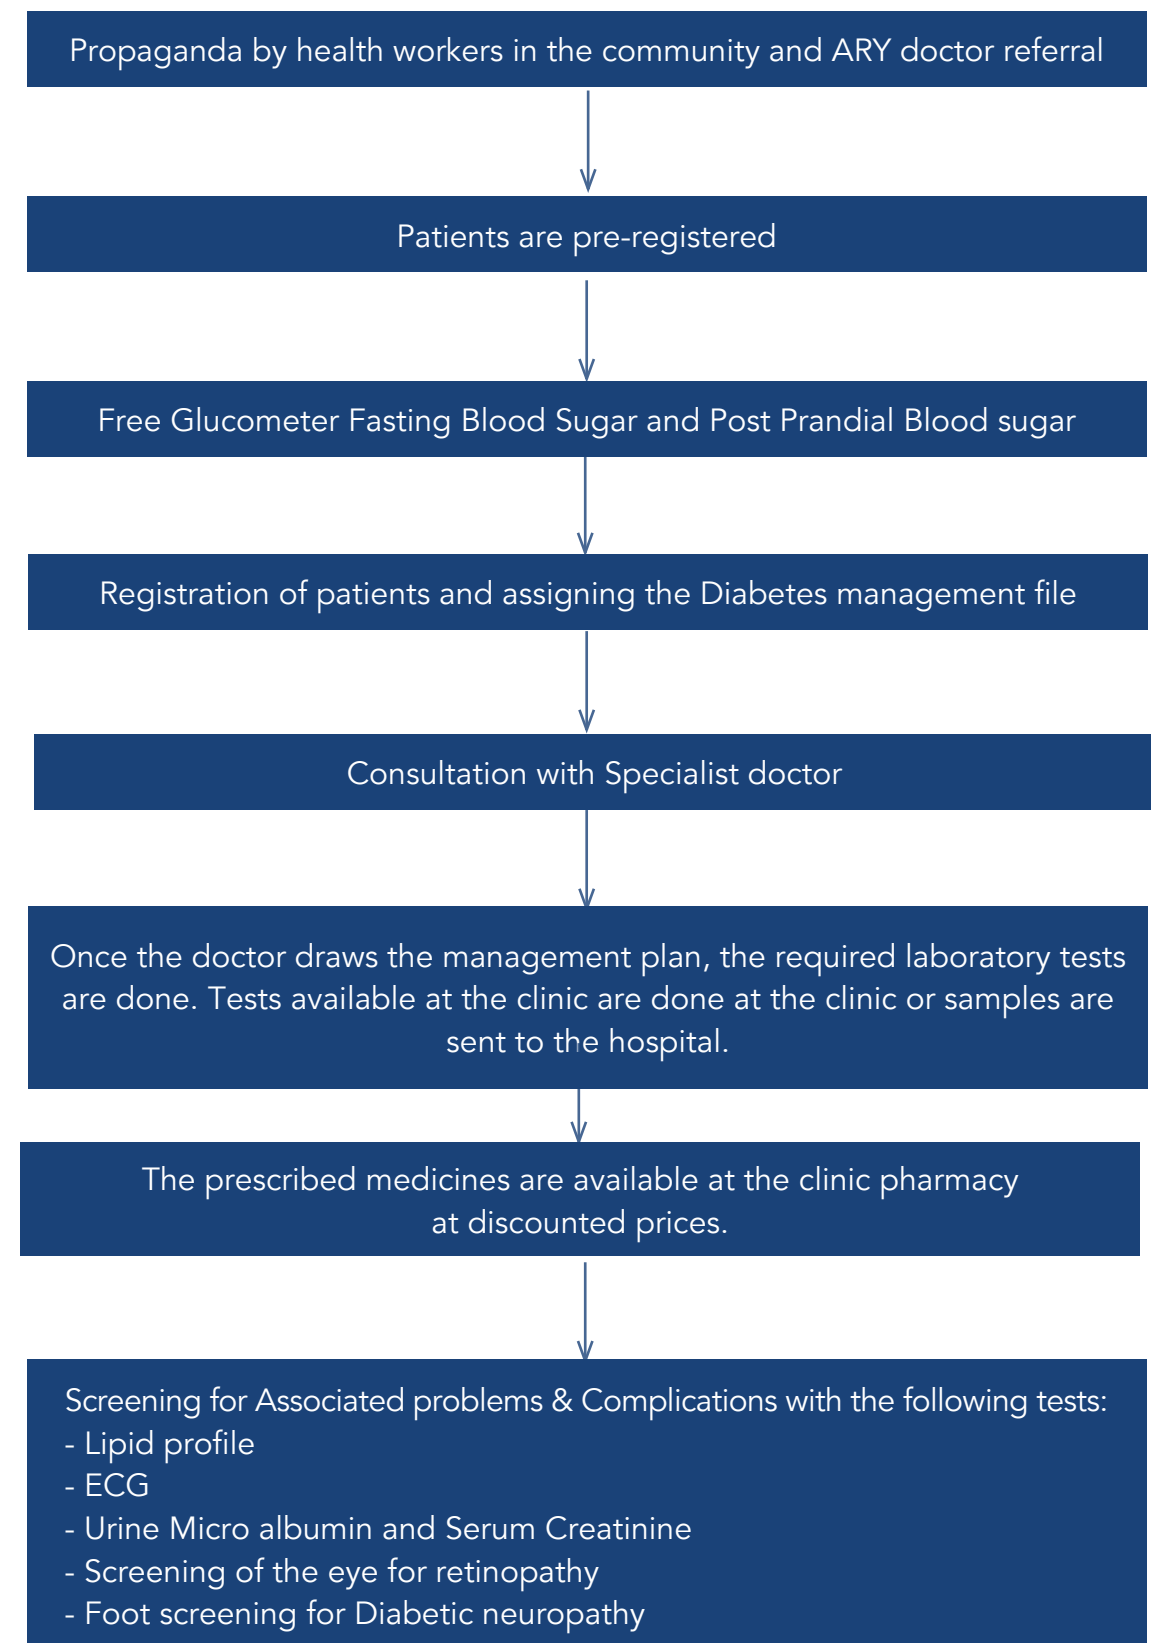 Propaganda by health workers in the community and ARY doctor referral
Patients are pre-registered
Free Glucometer Fasting Blood Sugar and Post Prandial Blood sugar
Registration of patients and assigning the Diabetes management file
Consultation with Specialist doctor
Once the doctor draws the management plan, the required laboratory tests
are done. Tests available at the clinic are done at the clinic or samples are
sent to the hospital.
The prescribed medicines are available at the clinic pharmacy
at discounted prices.
Screening for Associated problems & Complications with the following tests:
- Lipid profile
- ECG
- Urine Micro albumin and Serum Creatinine
- Screening of the eye for retinopathy
- Foot screening for Diabetic neuropathy